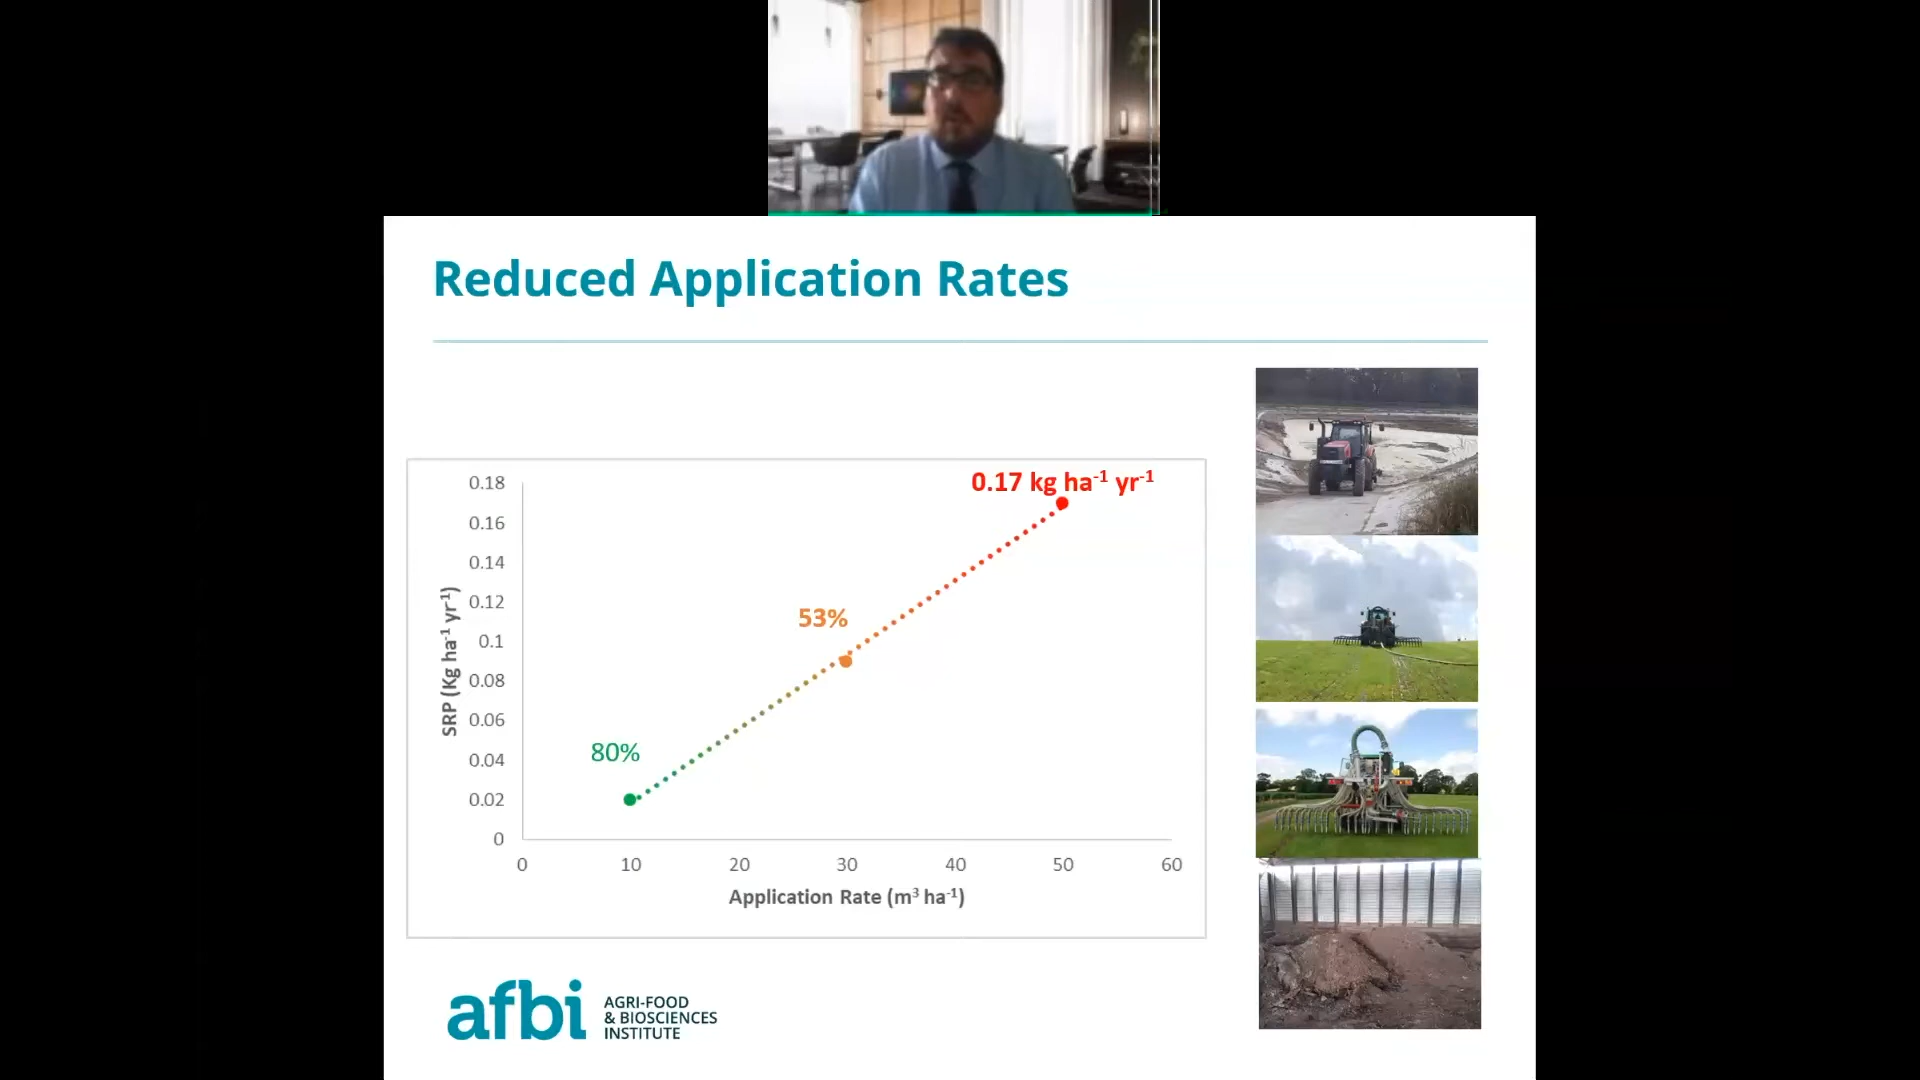 Reduced Application Rates
0.17 kg ha⁻¹ yr⁻¹
53%
80%
SRP (Kg ha⁻¹ yr⁻¹)
0.18
0.16
0.14
0.12
0.1
0.08
0.06
0.04
0.02
0
0 10 20 30 40 50 60
Application Rate (m³ ha⁻¹)
afbi
AGRI-FOOD
& BIOSCIENCES
INSTITUTE